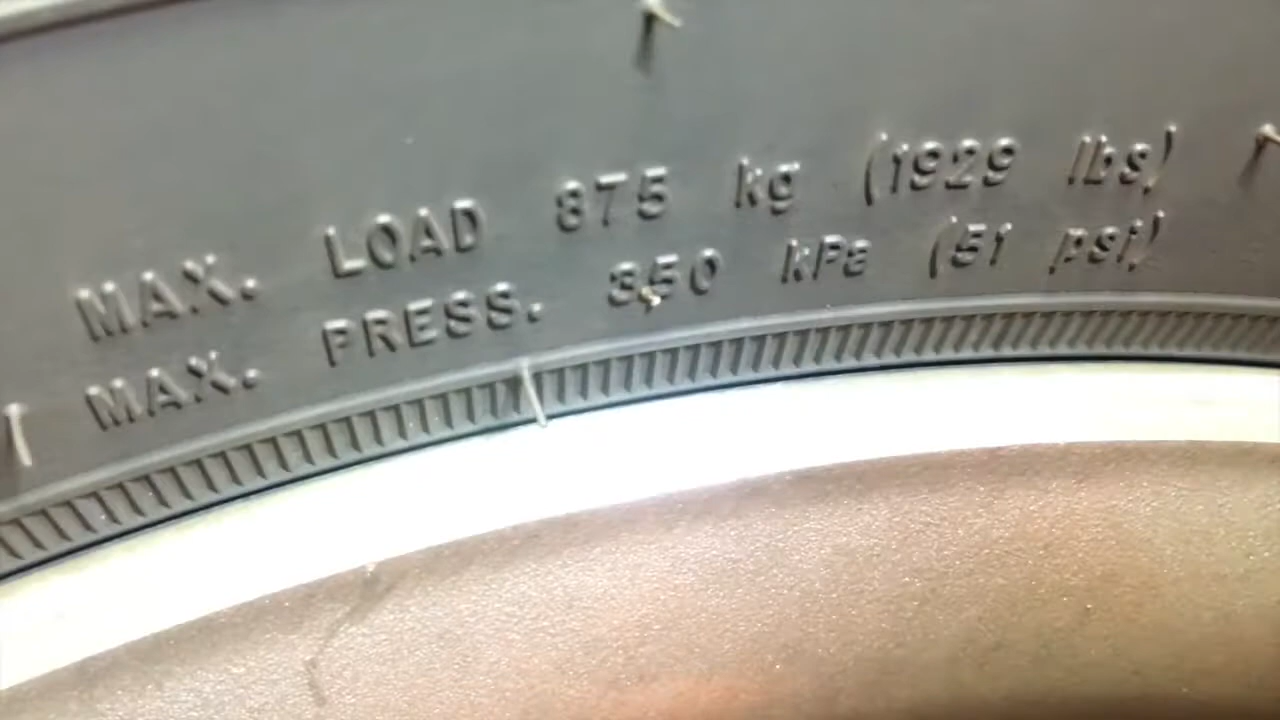 MAX. LOAD 875 kg (1929 lbs)
MAX. PRESS. 350 kPa (51 psi)